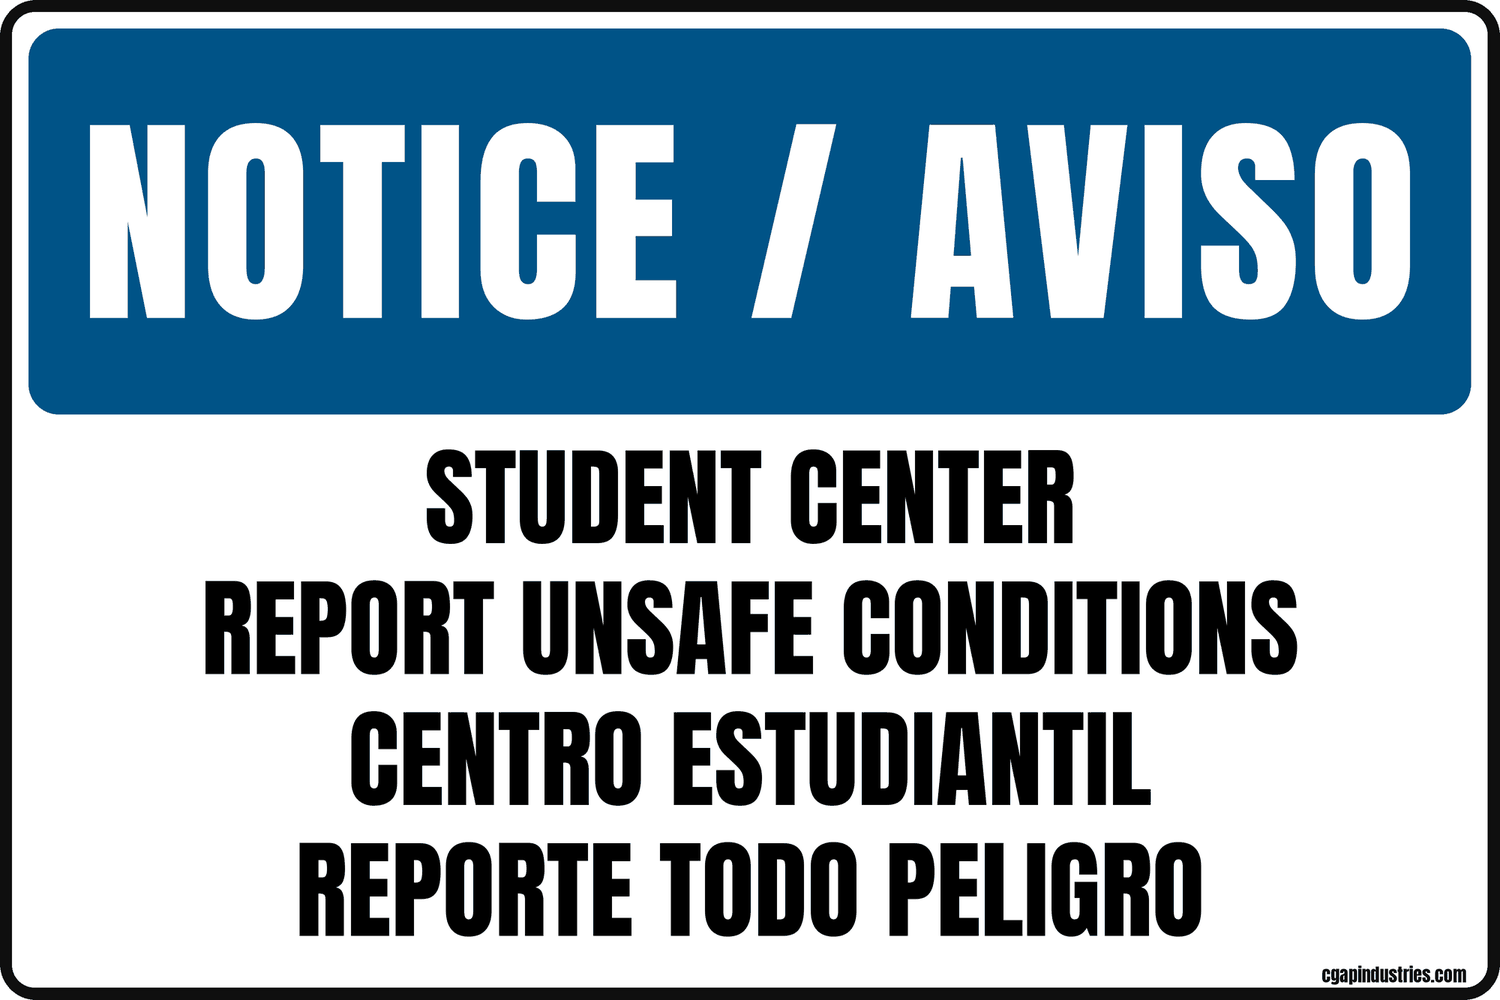 NOTICE / AVISO
STUDENT CENTER
REPORT UNSAFE CONDITIONS
CENTRO ESTUDIANTIL
REPORTE TODO PELIGRO
cgapindustries.com